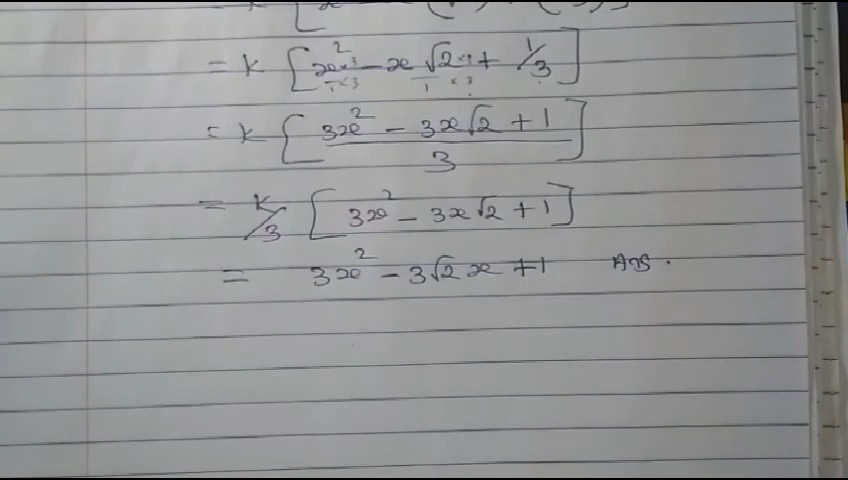 = k [x² - x√2 + 1/3]
= k [3x² - 3x√2 + 1 / 3]
= k/3 [3x² - 3x√2 + 1]
= 3x² - 3√2 x + 1 Ans.